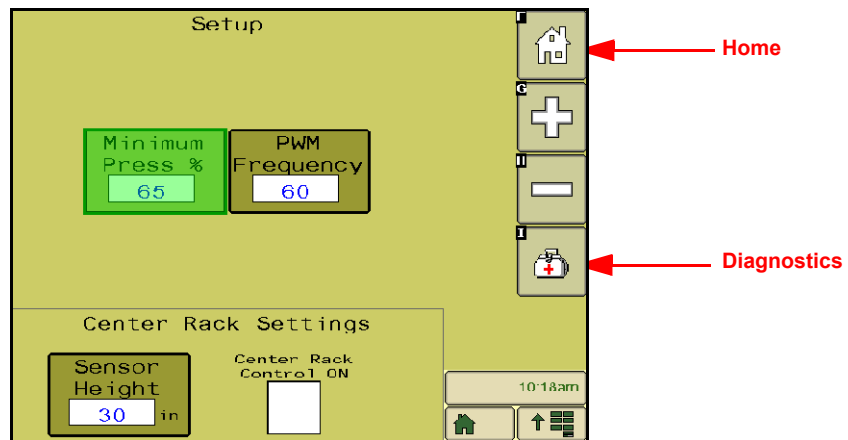 Setup
Home
G
Minimum
Press %
65
PWM
Frequency
60
Diagnostics
Center Rack Settings
Sensor
Height
30 in
Center Rack
Control ON
10:18am